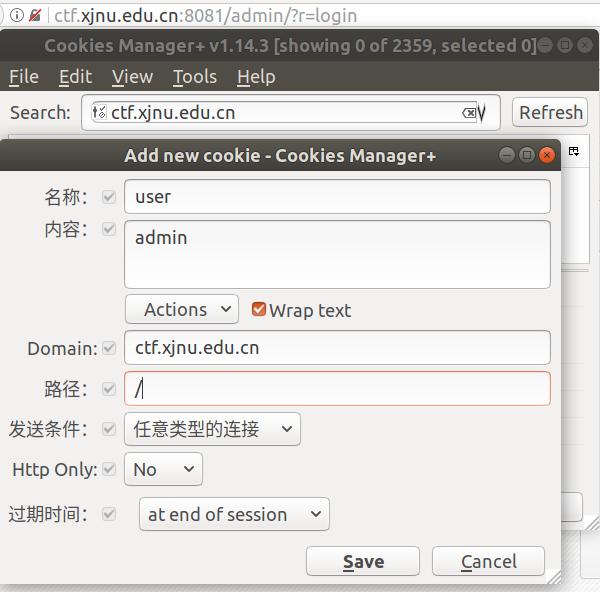 ctf.xjnu.edu.cn:8081/admin/?r=login
Cookies Manager+ v1.14.3 [showing 0 of 2359, selected 0]
File Edit View Tools Help
Search: ctf.xjnu.edu.cn Refresh
Add new cookie - Cookies Manager+
名称： user
内容： admin
Actions Wrap text
Domain: ctf.xjnu.edu.cn
路径： /
发送条件： 任意类型的连接
Http Only: No
过期时间： at end of session
Save Cancel